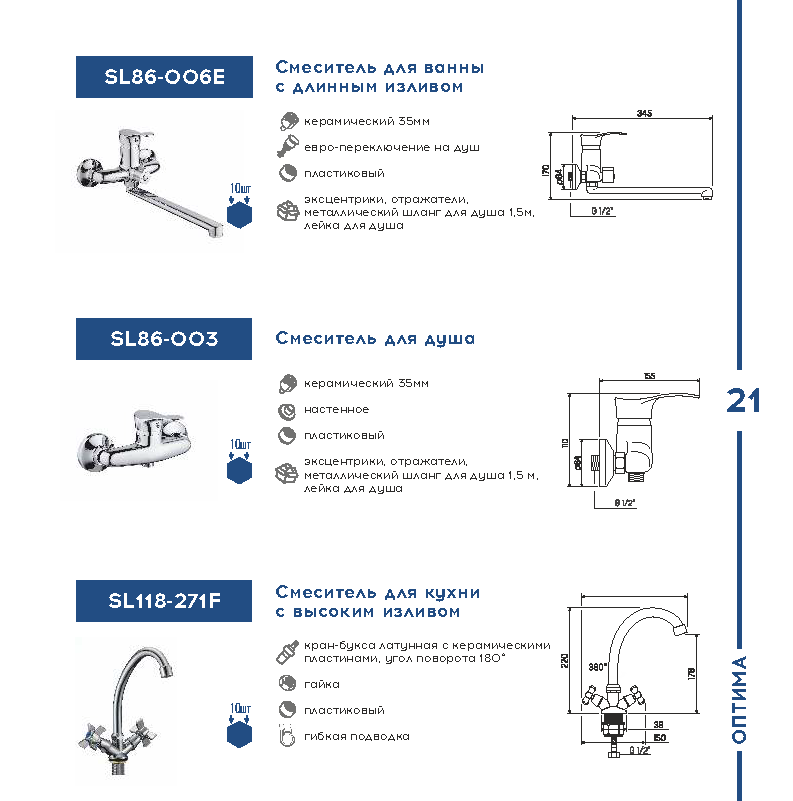 SL86-006E
Смеситель для ванны
с длинным изливом
керамический 35мм
евро-переключение на душ
пластиковый
эксцентрики, отражатели,
металлический шланг для душа 1,5м,
лейка для душа
10шт
345
170
ø64
G 1/2"
SL86-003
Смеситель для душа
керамический 35мм
настенное
пластиковый
эксцентрики, отражатели,
металлический шланг для душа 1,5 м,
лейка для душа
10шт
155
110
ø64
G 1/2"
21
SL118-271F
Смеситель для кухни
с высоким изливом
кран-букса латунная с керамическими
пластинами, угол поворота 180°
гайка
пластиковый
гибкая подводка
10шт
220
360°
178
38
150
G 1/2"
ОПТИМА